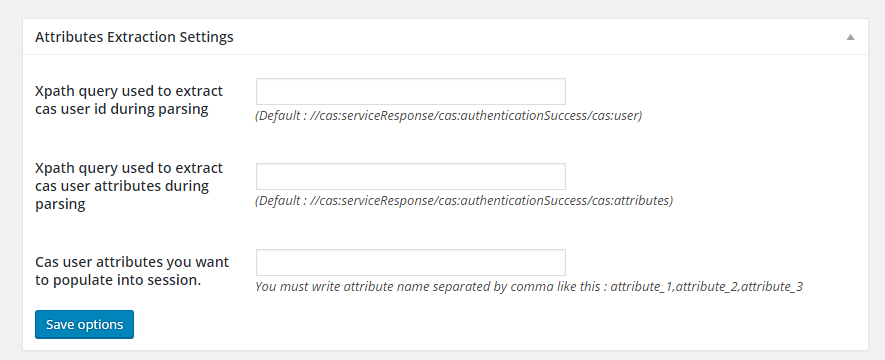 Attributes Extraction Settings
Xpath query used to extract
cas user id during parsing
(Default : //cas:serviceResponse/cas:authenticationSuccess/cas:user)
Xpath query used to extract
cas user attributes during
parsing
(Default : //cas:serviceResponse/cas:authenticationSuccess/cas:attributes)
Cas user attributes you want
to populate into session.
You must write attribute name separated by comma like this : attribute_1,attribute_2,attribute_3
Save options